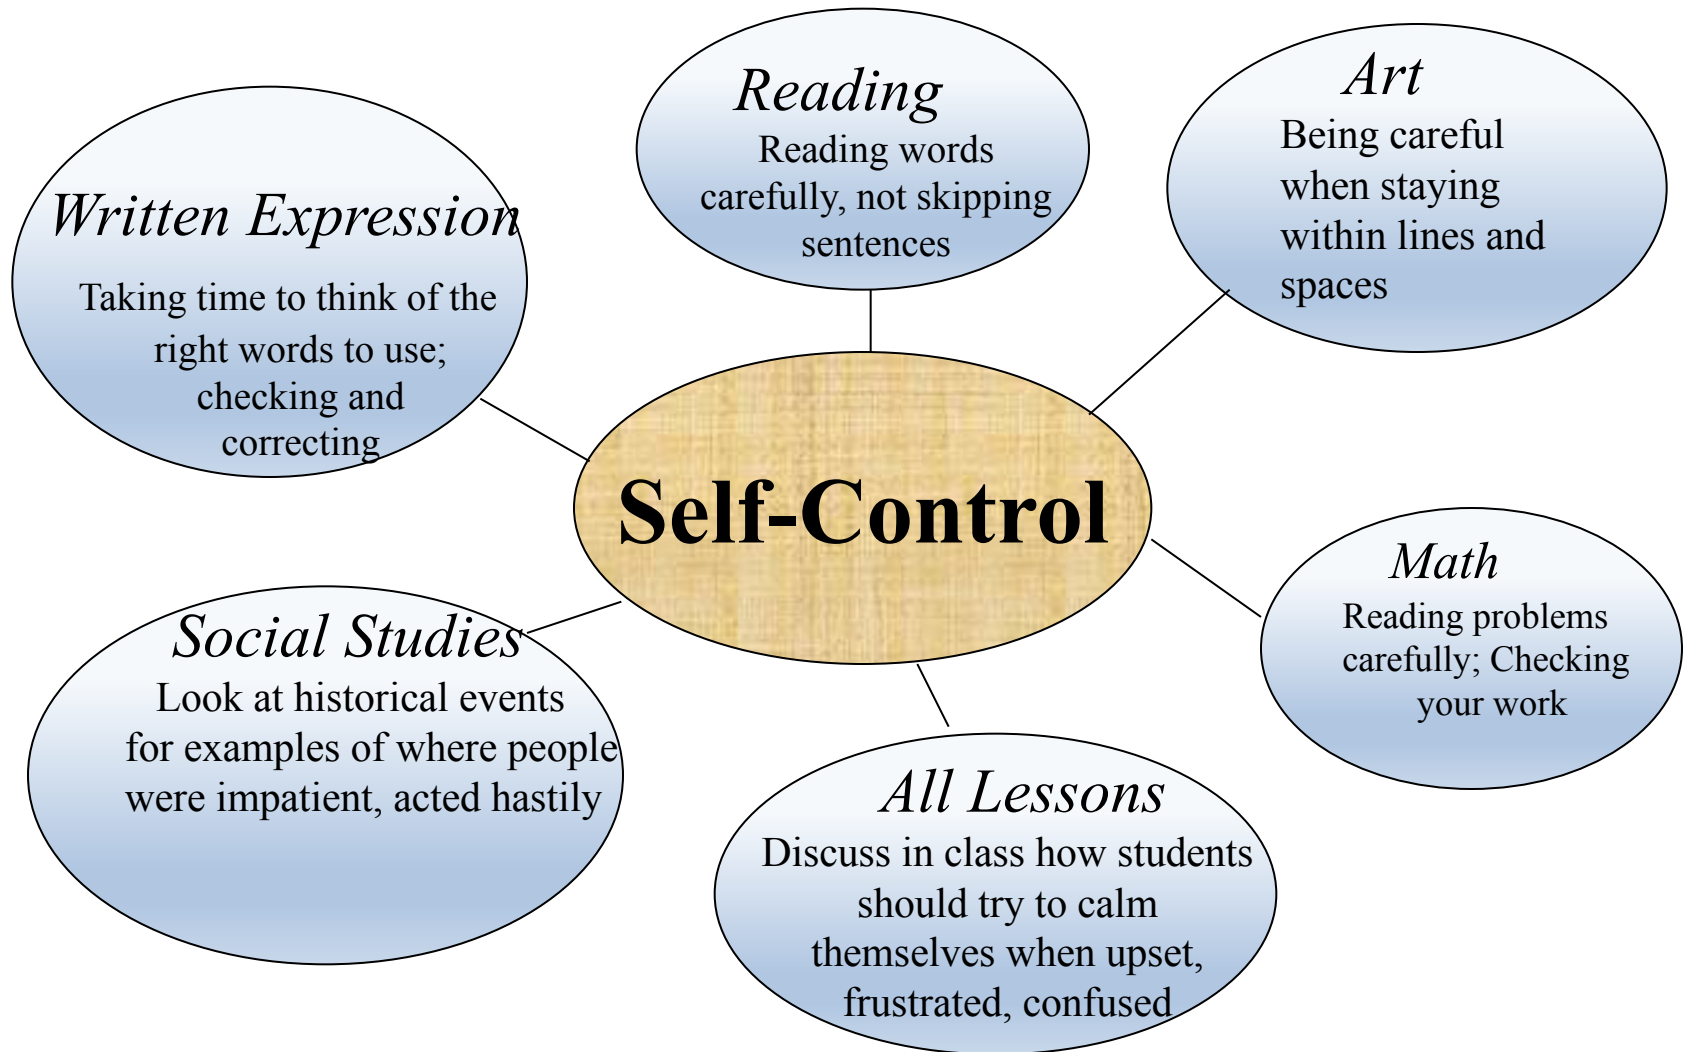 Reading
Reading words
carefully, not skipping
sentences
Art
Being careful
when staying
within lines and
spaces
Written Expression
Taking time to think of the
right words to use;
checking and
correcting
Self-Control
Math
Reading problems
carefully; Checking
your work
Social Studies
Look at historical events
for examples of where people
were impatient, acted hastily
All Lessons
Discuss in class how students
should try to calm
themselves when upset,
frustrated, confused